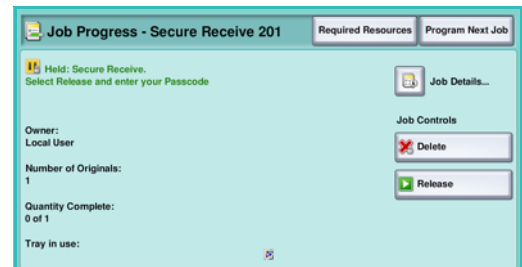 Job Progress - Secure Receive 201
Required Resources
Program Next Job
Held: Secure Receive.
Select Release and enter your Passcode
Job Details...
Owner:
Local User
Job Controls
Delete
Number of Originals:
1
Release
Quantity Complete:
0 of 1
Tray in use: